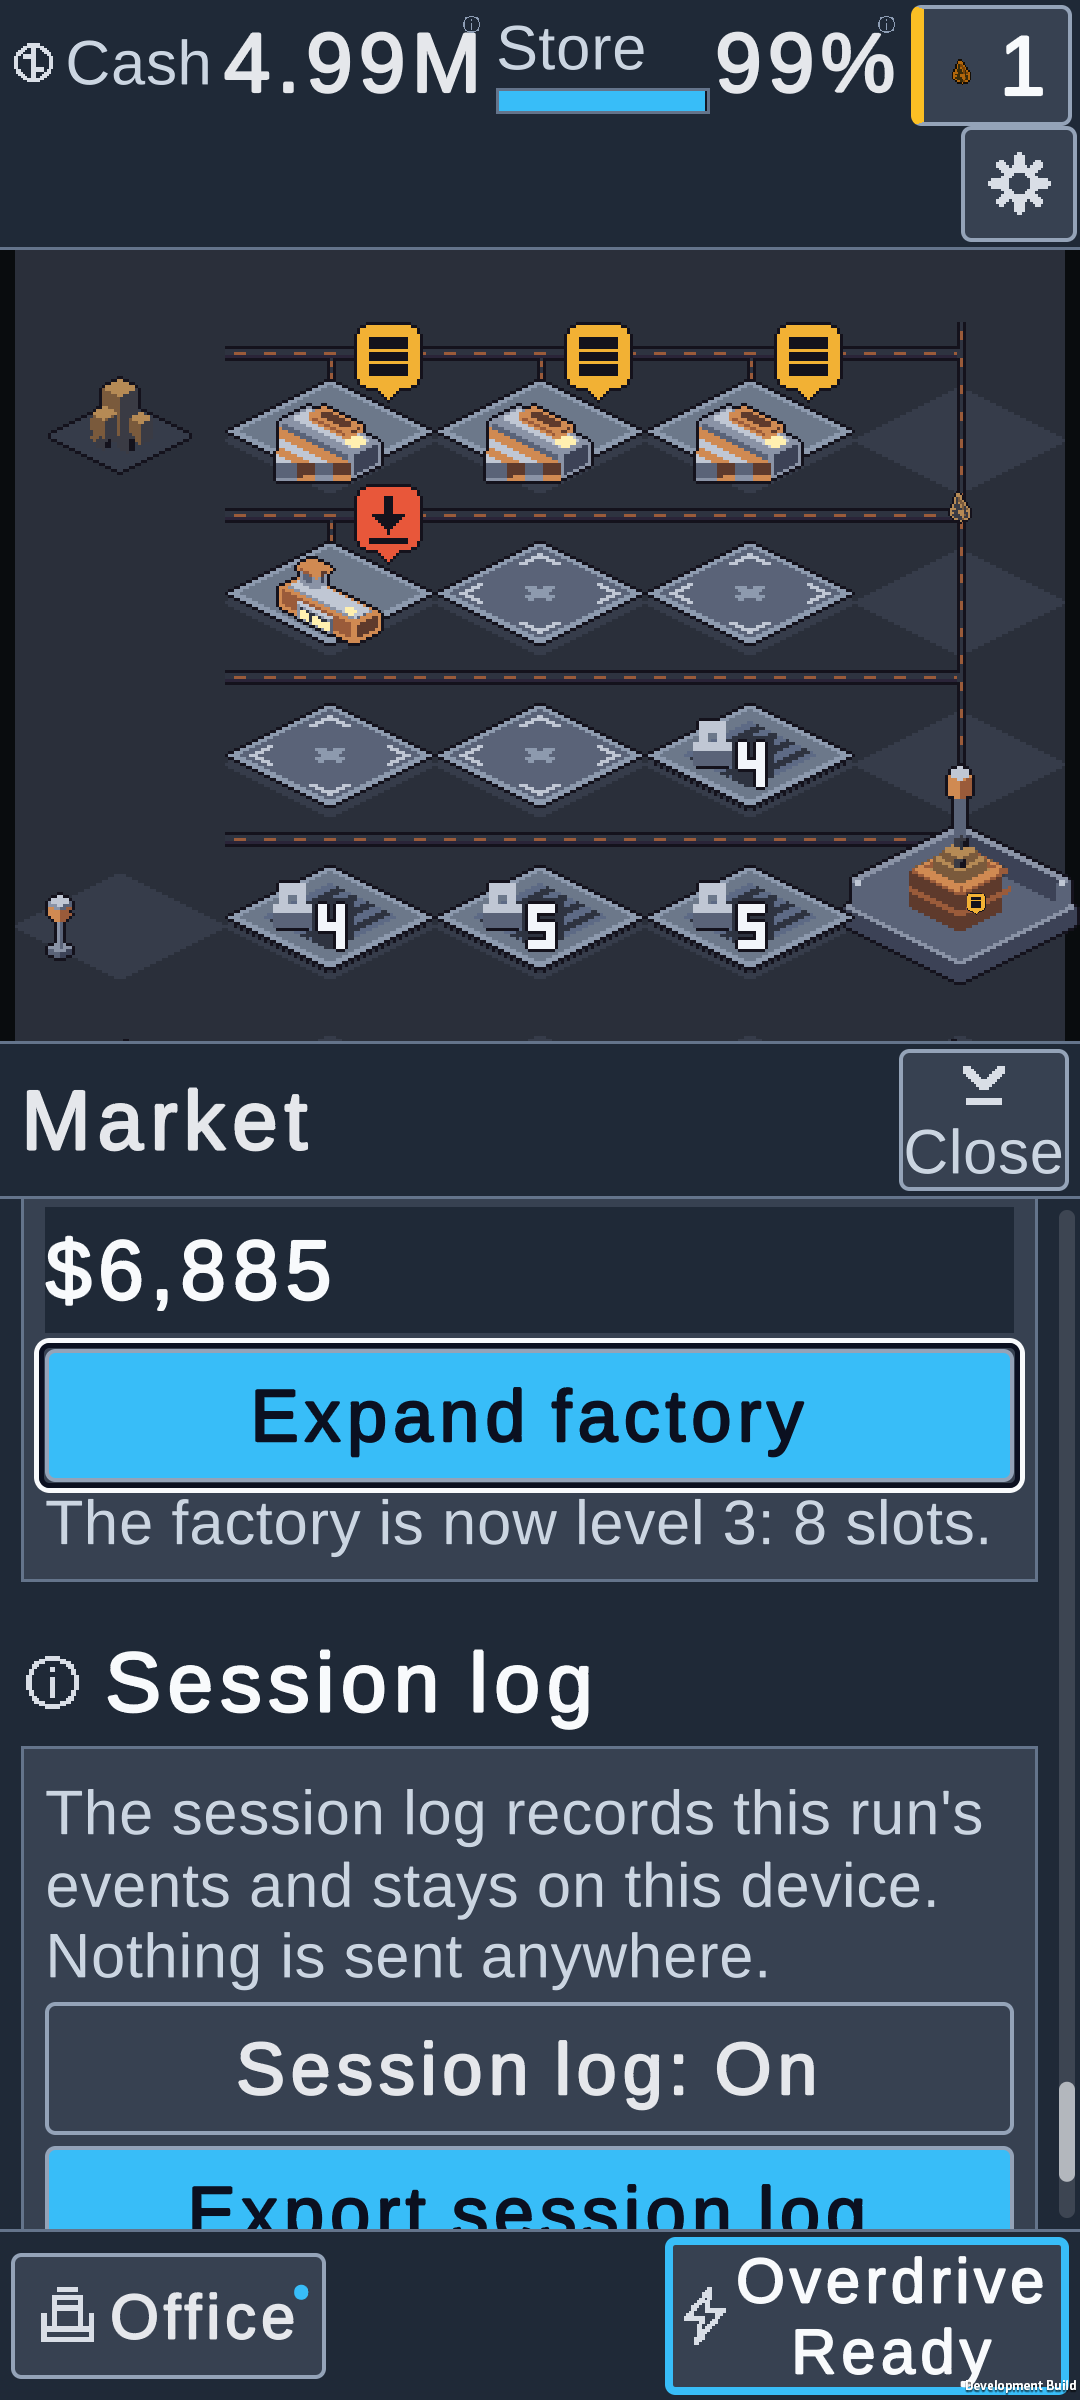 Cash 4.99M Store 99% 1
4
4 5 5
Market
Close
$6,885
Expand factory
The factory is now level 3: 8 slots.
Session log
The session log records this run's
events and stays on this device.
Nothing is sent anywhere.
Session log: On
Export session log
Office
Overdrive
Ready
Development Build